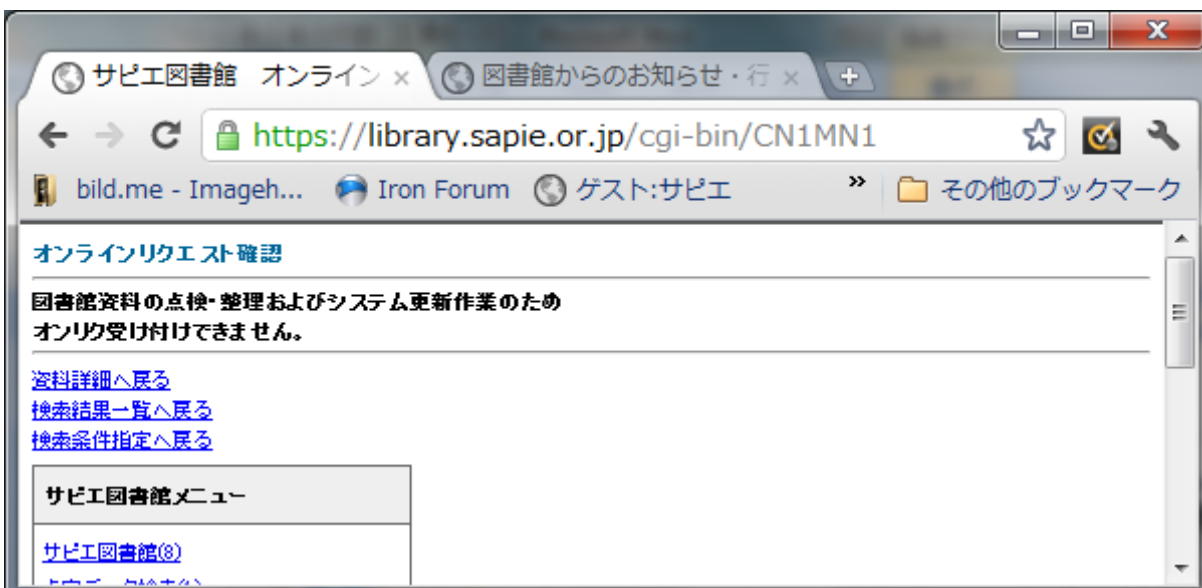 サピエ図書館　オンライン
図書館からのお知らせ・行
https://library.sapie.or.jp/cgi-bin/CN1MN1
bild.me - Imageh...
Iron Forum
ゲスト:サピエ
»
その他のブックマーク
オンラインリクエスト確認
図書館資料の点検・整理およびシステム更新作業のため
オンリク受け付けできません。
資料詳細へ戻る
検索結果一覧へ戻る
検索条件指定へ戻る
サピエ図書館メニュー
サピエ図書館(8)